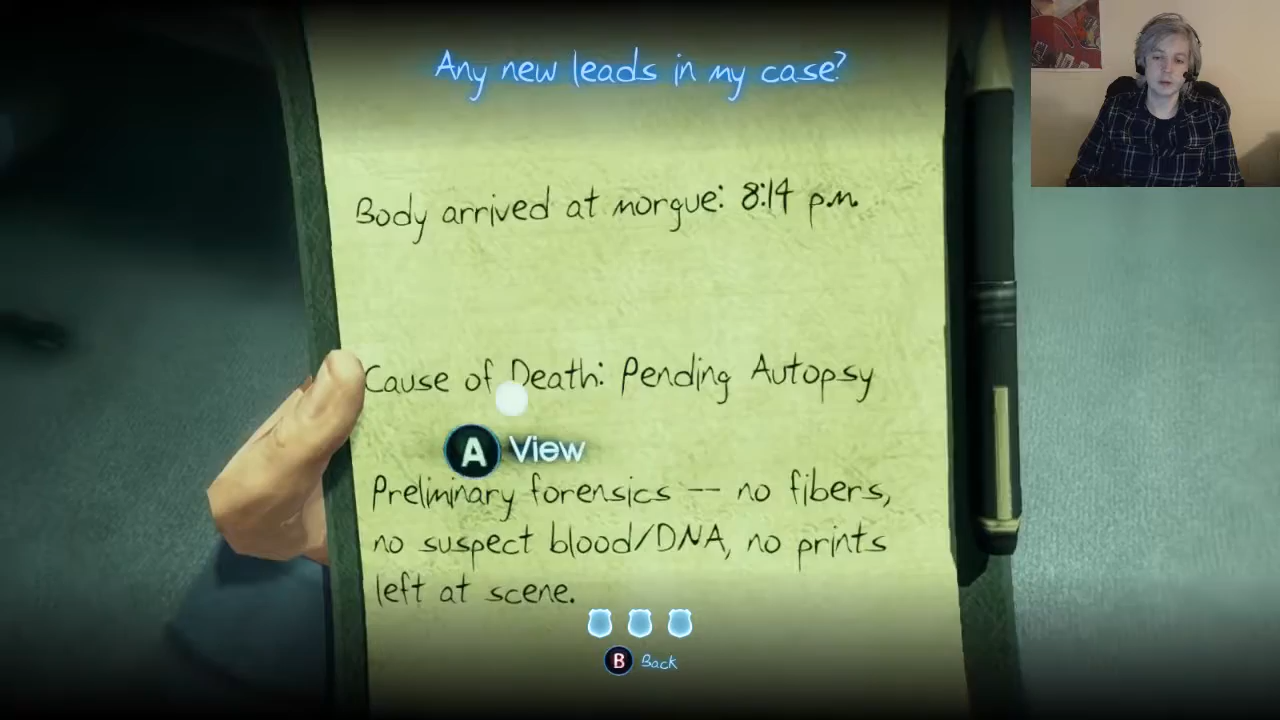 Any new leads in my case?
Body arrived at morgue: 8:14 p.m.
Cause of Death: Pending Autopsy
A View
Preliminary forensics -- no fibers,
no suspect blood/DNA, no prints
left at scene.
B Back